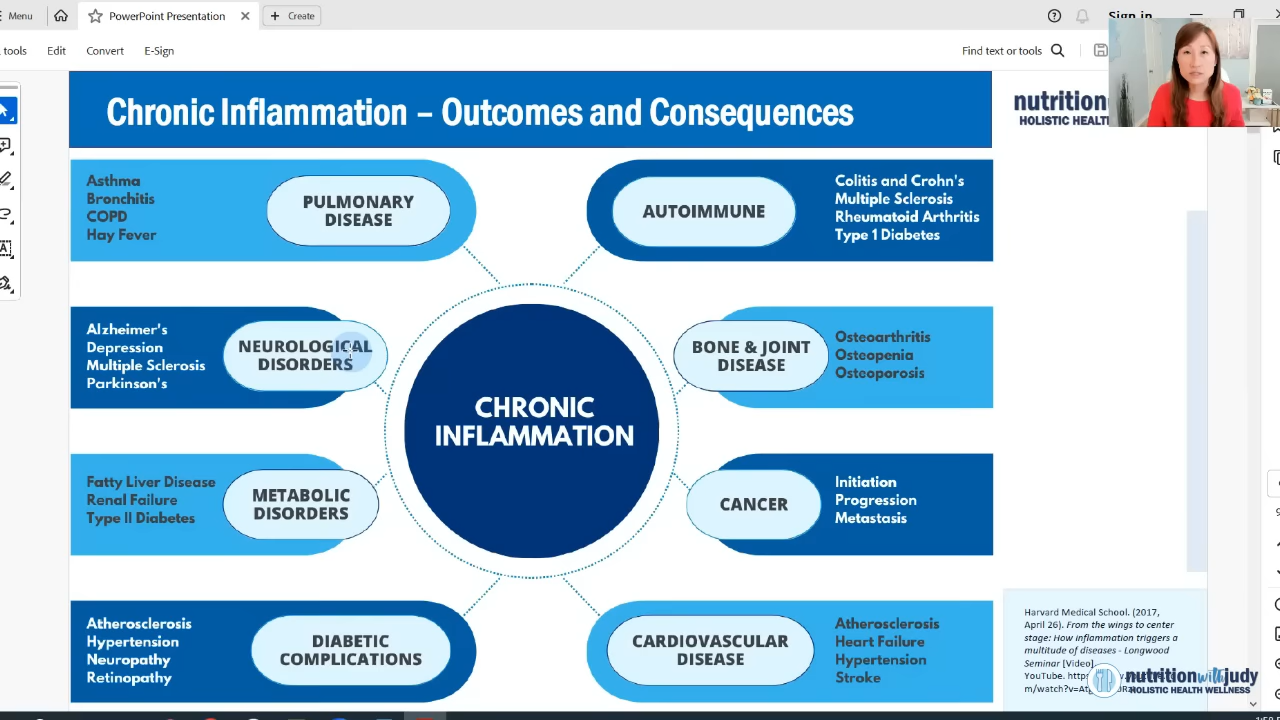 Menu
PowerPoint Presentation
Create
Sign in
tools
Edit
Convert
E-Sign
Find text or tools
Chronic Inflammation – Outcomes and Consequences
nutrition
HOLISTIC HEALTH
Asthma
Bronchitis
COPD
Hay Fever
PULMONARY
DISEASE
AUTOIMMUNE
Colitis and Crohn's
Multiple Sclerosis
Rheumatoid Arthritis
Type 1 Diabetes
Alzheimer's
Depression
Multiple Sclerosis
Parkinson's
NEUROLOGICAL
DISORDERS
BONE & JOINT
DISEASE
Osteoarthritis
Osteopenia
Osteoporosis
CHRONIC
INFLAMMATION
Fatty Liver Disease
Renal Failure
Type II Diabetes
METABOLIC
DISORDERS
CANCER
Initiation
Progression
Metastasis
Atherosclerosis
Hypertension
Neuropathy
Retinopathy
DIABETIC
COMPLICATIONS
CARDIOVASCULAR
DISEASE
Atherosclerosis
Heart Failure
Hypertension
Stroke
Harvard Medical School. (2017,
April 26). From the wings to center
stage: How inflammation triggers a
multitude of diseases - Longwood
Seminar [Video].
YouTube.
nutrition with judy
HOLISTIC HEALTH WELLNESS